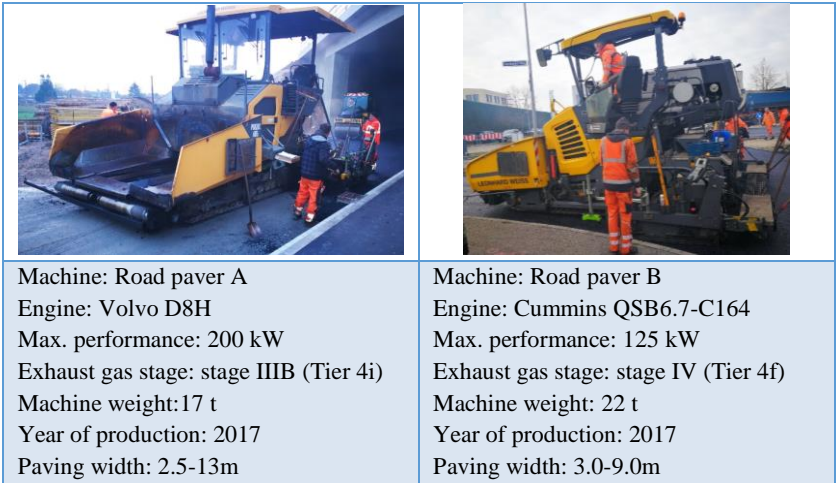 LEONHARD WEISS
Machine: Road paver A
Engine: Volvo D8H
Max. performance: 200 kW
Exhaust gas stage: stage IIIB (Tier 4i)
Machine weight:17 t
Year of production: 2017
Paving width: 2.5-13m
Machine: Road paver B
Engine: Cummins QSB6.7-C164
Max. performance: 125 kW
Exhaust gas stage: stage IV (Tier 4f)
Machine weight: 22 t
Year of production: 2017
Paving width: 3.0-9.0m